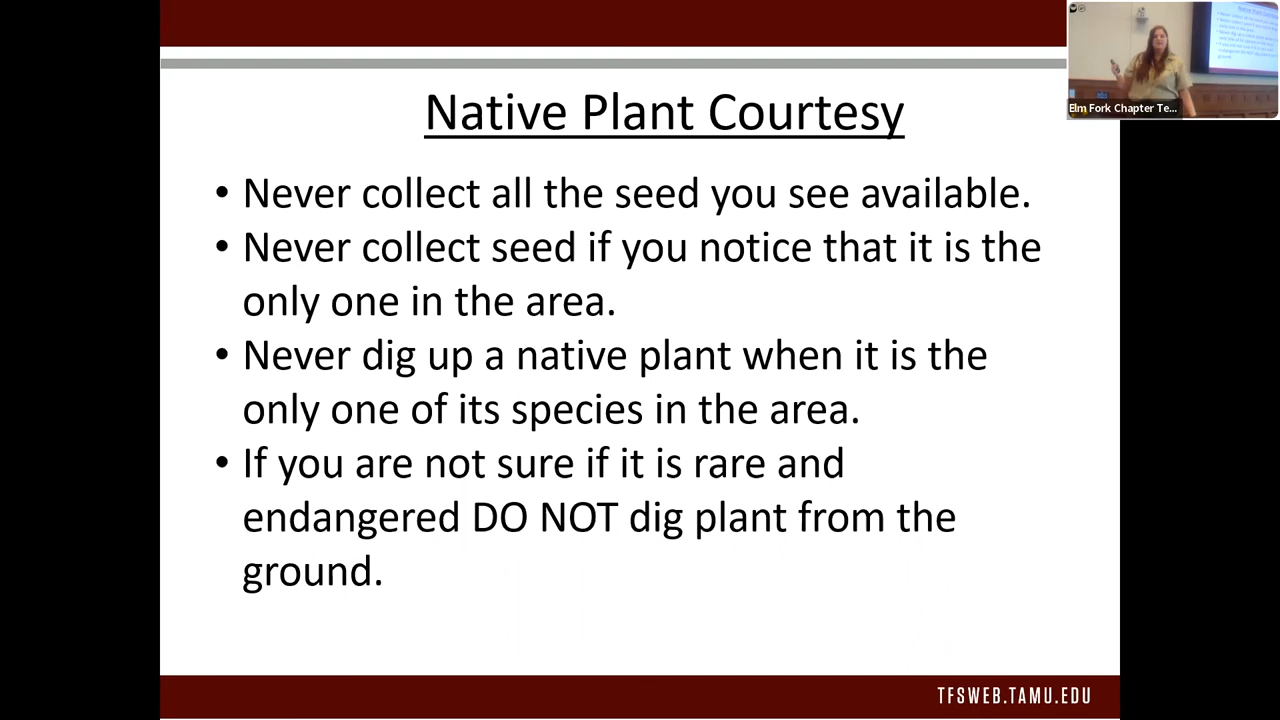 Native Plant Courtesy
• Never collect all the seed you see available.
• Never collect seed if you notice that it is the
only one in the area.
• Never dig up a native plant when it is the
only one of its species in the area.
• If you are not sure if it is rare and
endangered DO NOT dig plant from the
ground.
TFSWEB.TAMU.EDU
Elm Fork Chapter Te...